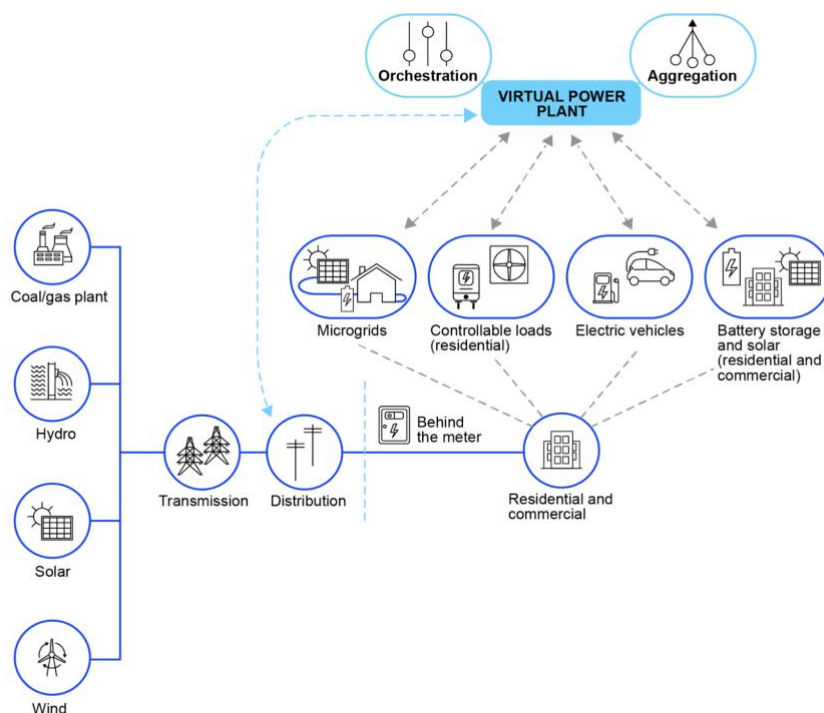 Orchestration
Aggregation
VIRTUAL POWER
PLANT
Coal/gas plant
Microgrids
Controllable loads
(residential)
Electric vehicles
Battery storage
and solar
(residential and
commercial)
Hydro
Behind
the meter
Transmission
Distribution
Residential and
commercial
Solar
Wind